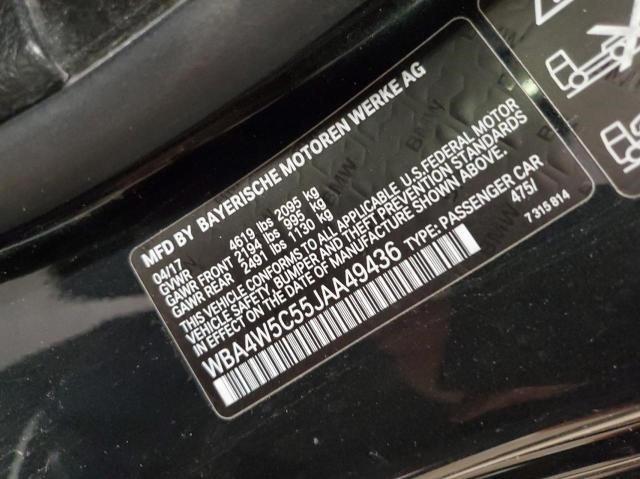 MFD BY BAYERISCHE MOTOREN WERKE AG
04/17
GVWR 4619 lbs 2095 kg
GAWR FRONT 2194 lbs 995 kg
GAWR REAR 2491 lbs 1130 kg
THIS VEHICLE CONFORMS TO ALL APPLICABLE U.S.FEDERAL MOTOR
VEHICLE SAFETY, BUMPER AND THEFT PREVENTION STANDARDS
IN EFFECT ON THE DATE OF MANUFACTURE SHOWN ABOVE.
WBA4W5C55JAA49436 TYPE: PASSENGER CAR
475/
7 315 814